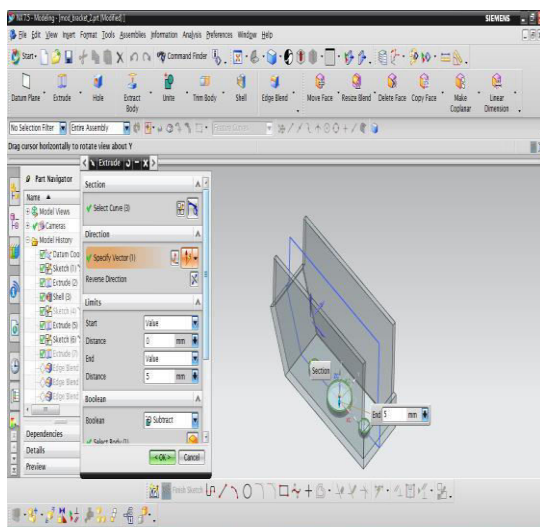 NX 7.5 - Modeling - [mod_bracket_2.prt (Modified) ]
SIEMENS
File Edit View Insert Format Tools Assemblies Information Analysis Preferences Window Help
Start Command Finder
Datum Plane Extrude Hole Extract Body Unite Trim Body Shell Edge Blend Move Face Resize Blend Delete Face Copy Face Make Coplanar Linear Dimension
No Selection Filter Entire Assembly
Drag cursor horizontally to rotate view about Y
Extrude
Part Navigator
Name
Model Views
Cameras
Model History
Datum Coo
Sketch (1) "
Extrude (2)
Shell (3)
Sketch (4) "
Extrude (5)
Sketch (6) "
Extrude (7)
Edge Blend
Edge Blend
Edge Blend
Dependencies
Details
Preview
Section
Select Curve (3)
Direction
Specify Vector (1)
Reverse Direction
Limits
Start Value
Distance 0 mm
End Value
Distance 5 mm
Boolean
Boolean Subtract
Select Body (1)
<OK> Cancel
Section
End 5 mm
Finish Sketch